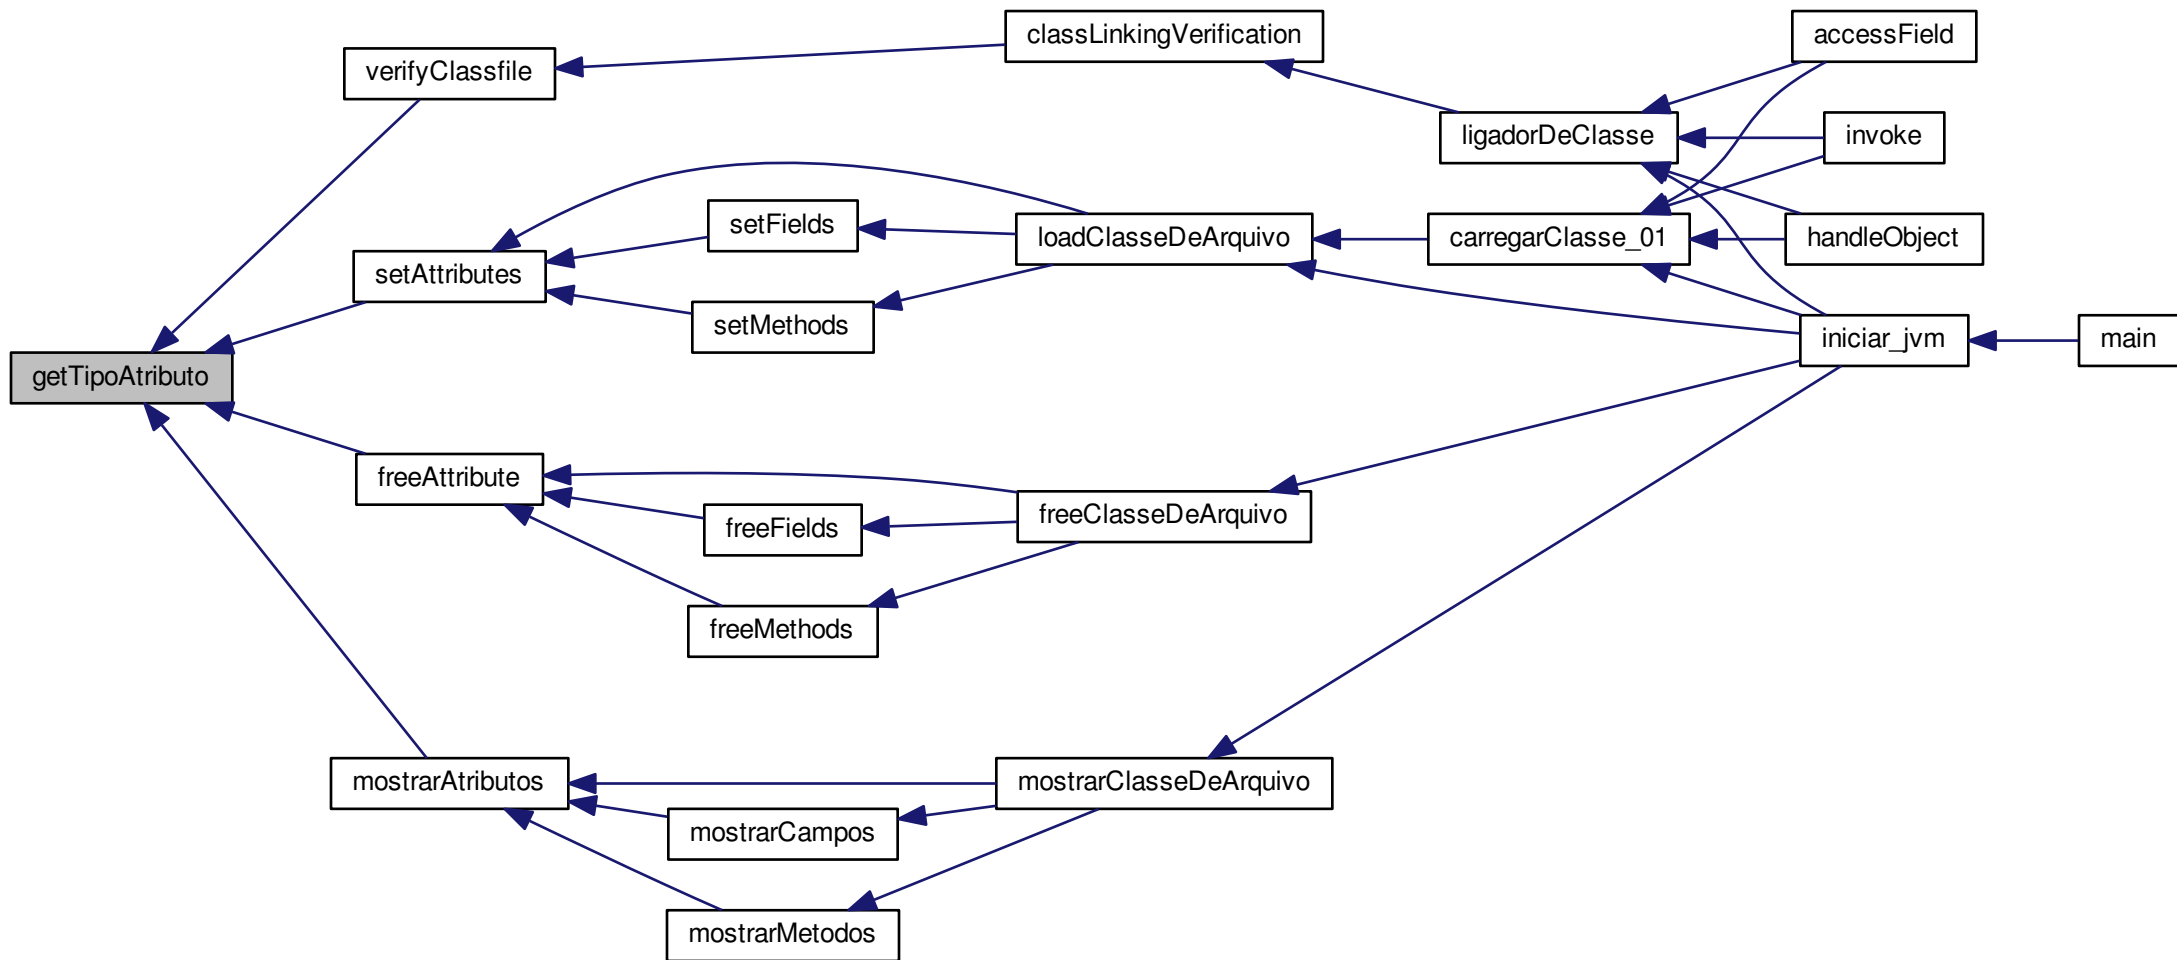 classLinkingVerification
accessField
verifyClassfile
ligadorDeClasse
invoke
setFields
loadClasseDeArquivo
carregarClasse_01
handleObject
setAttributes
setMethods
iniciar_jvm
main
getTipoAtributo
freeAttribute
freeFields
freeClasseDeArquivo
freeMethods
mostrarAtributos
mostrarClasseDeArquivo
mostrarCampos
mostrarMetodos